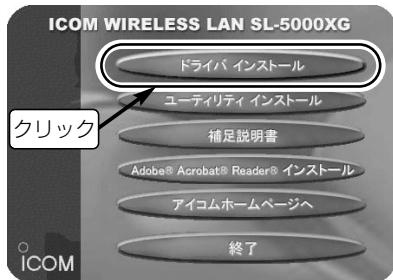 ICOM WIRELESS LAN SL-5000XG
ドライバ インストール
ユーティリティ インストール
クリック
補足説明書
Adobe® Acrobat® Reader® インストール
アイコムホームページへ
終了
ICOM